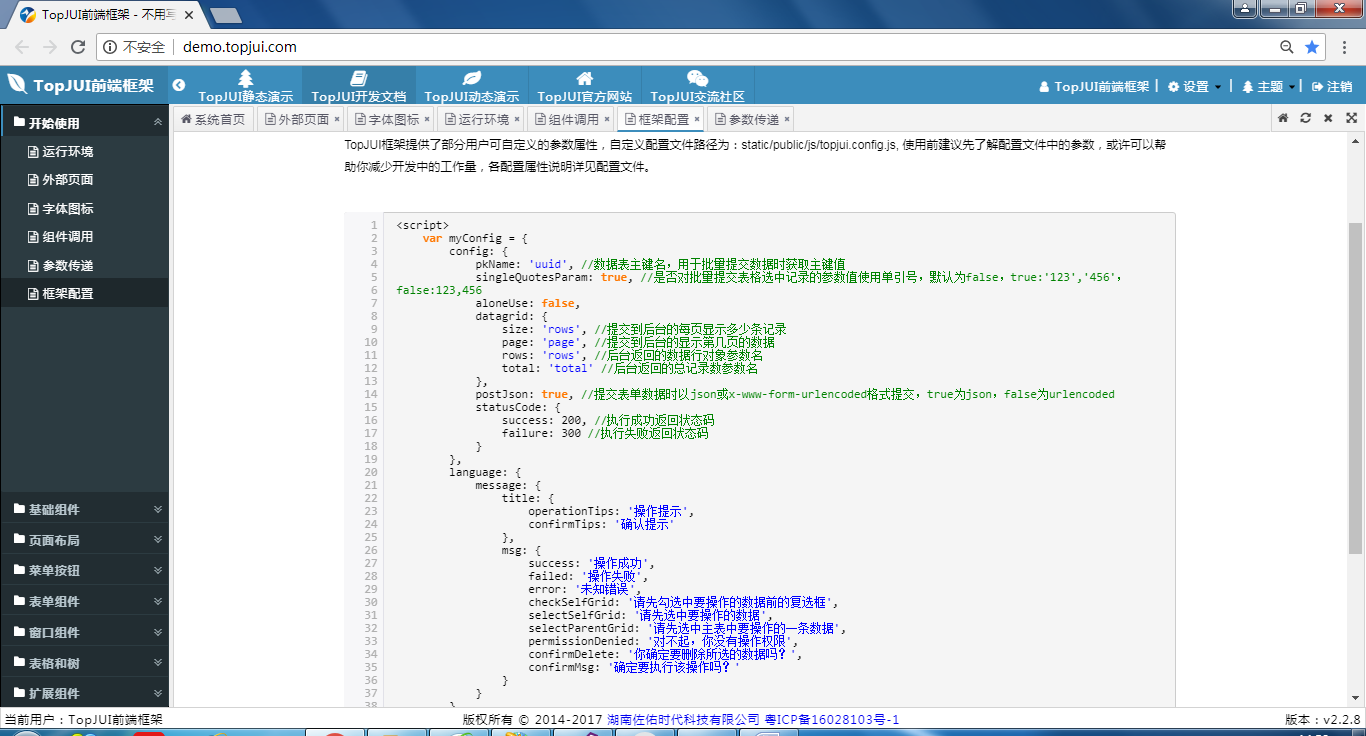 TopJUI前端框架 - 不用写
不安全 demo.topjui.com
TopJUI前端框架
TopJUI静态演示 TopJUI开发文档 TopJUI动态演示 TopJUI官方网站 TopJUI交流社区
TopJUI前端框架 | 设置 | 主题 | 注销
开始使用
运行环境
外部页面
字体图标
组件调用
参数传递
框架配置
基础组件
页面布局
菜单按钮
表单组件
窗口组件
表格和树
扩展组件
系统首页 外部页面 × 字体图标 × 运行环境 × 组件调用 × 框架配置 × 参数传递 ×
TopJUI框架提供了部分用户可自定义的参数属性，自定义配置文件路径为：static/public/js/topjui.config.js, 使用前建议先了解配置文件中的参数，或许可以帮
助你减少开发中的工作量，各配置属性说明详见配置文件。
1 <script>
2 var myConfig = {
3 config: {
4 pkName: 'uuid', //数据表主键名，用于批量提交数据时获取主键值
5 singleQuotesParam: true, //是否对批量提交表格选中记录的参数值使用单引号，默认为false，true:'123','456'，
6 false:123,456
7 aloneUse: false,
8 datagrid: {
9 size: 'rows', //提交到后台的每页显示多少条记录
10 page: 'page', //提交到后台的显示第几页的数据
11 rows: 'rows', //后台返回的数据行对象参数名
12 total: 'total' //后台返回的总记录数参数名
13 },
14 postJson: true, //提交表单数据时以json或x-www-form-urlencoded格式提交，true为json，false为urlencoded
15 statusCode: {
16 success: 200, //执行成功返回状态码
17 failure: 300 //执行失败返回状态码
18 }
19 },
20 language: {
21 message: {
22 title: {
23 operationTips: '操作提示',
24 confirmTips: '确认提示'
25 },
26 msg: {
27 success: '操作成功',
28 failed: '操作失败',
29 error: '未知错误',
30 checkSelfGrid: '请先勾选中要操作的数据前的复选框',
31 selectSelfGrid: '请先选中要操作的数据',
32 selectParentGrid: '请先选中主表中要操作的一条数据',
33 permissionDenied: '对不起，你没有操作权限',
34 confirmDelete: '你确定要删除所选的数据吗？',
35 confirmMsg: '确定要执行该操作吗？'
36 }
37 }
38 }
当前用户：TopJUI前端框架 版权所有 © 2014-2017 湖南佐佑时代科技有限公司 粤ICP备16028103号-1 版本：v2.2.8